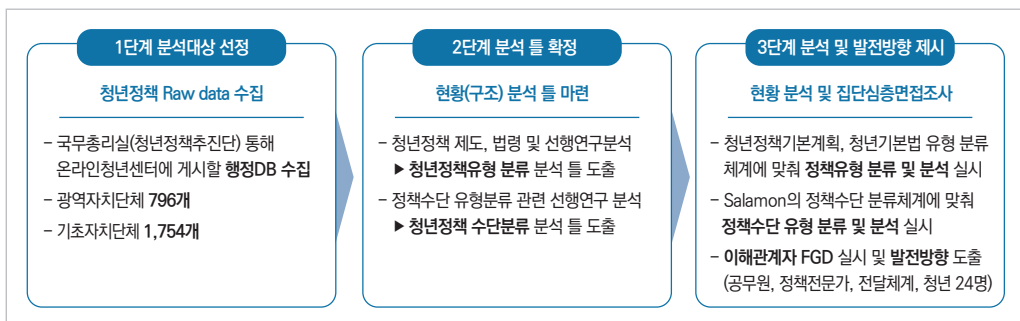 1단계 분석대상 선정
청년정책 Raw data 수집
– 국무총리실(청년정책추진단) 통해
온라인청년센터에 게시할 행정DB 수집
– 광역자치단체 796개
– 기초자치단체 1,754개
2단계 분석 틀 확정
현황(구조) 분석 틀 마련
– 청년정책 제도, 법령 및 선행연구분석
▶ 청년정책유형 분류 분석 틀 도출
– 정책수단 유형분류 관련 선행연구 분석
▶ 청년정책 수단분류 분석 틀 도출
3단계 분석 및 발전방향 제시
현황 분석 및 집단심층면접조사
– 청년정책기본계획, 청년기본법 유형 분류
체계에 맞춰 정책유형 분류 및 분석 실시
– Salamon의 정책수단 분류체계에 맞춰
정책수단 유형 분류 및 분석 실시
– 이해관계자 FGD 실시 및 발전방향 도출
(공무원, 정책전문가, 전달체계, 청년 24명)